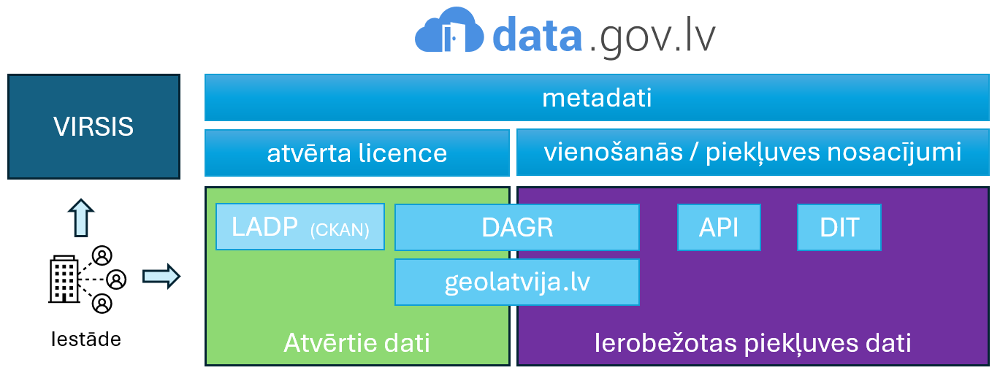 data.gov.lv
VIRSIS
metadati
atvērta licence
vienošanās / piekļuves nosacījumi
LADP (CKAN)
DAGR
API
DIT
geolatvija.lv
Iestāde
Atvērtie dati
Ierobežotas piekļuves dati